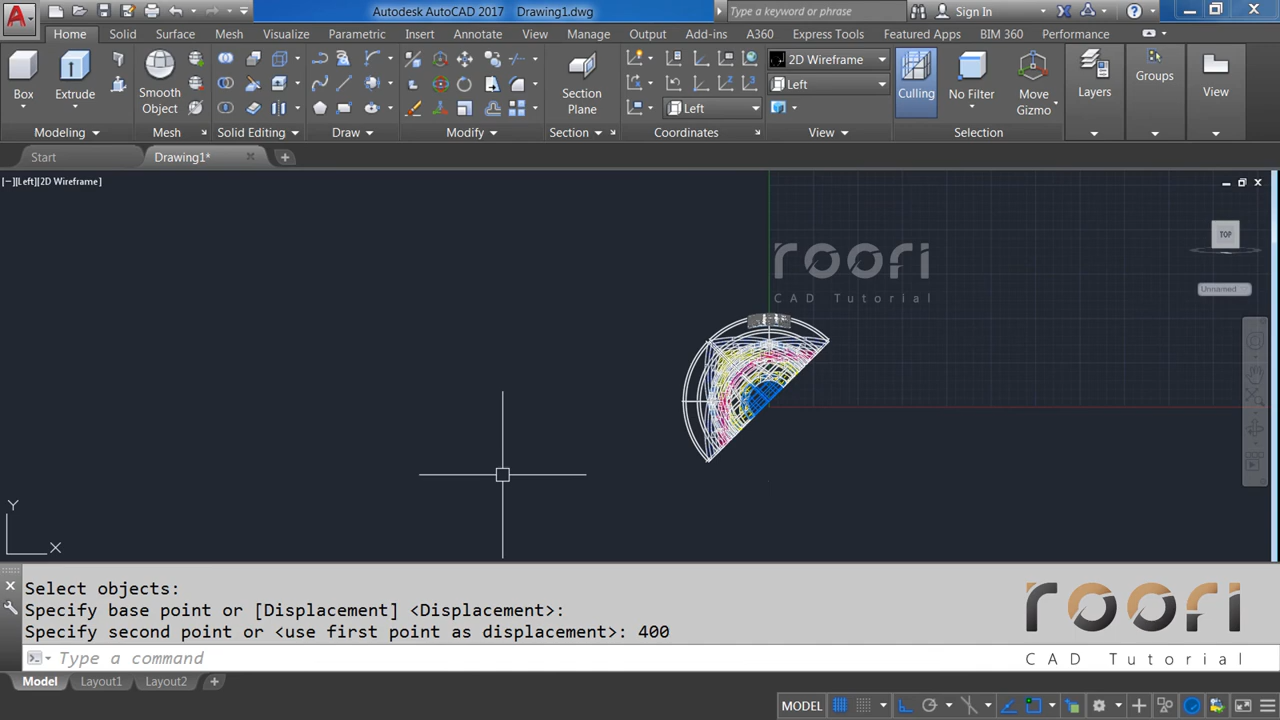 Autodesk AutoCAD 2017 Drawing1.dwg
Type a keyword or phrase
Sign In
Home Solid Surface Mesh Visualize Parametric Insert Annotate View Manage Output Add-ins A360 Express Tools Featured Apps BIM 360 Performance
Box
Extrude
Smooth
Object
Section
Plane
2D Wireframe
Left
Left
Culling
No Filter
Move
Gizmo
Layers
Groups
View
Modeling
Mesh
Solid Editing
Draw
Modify
Section
Coordinates
View
Selection
Start
Drawing1*
[−][Left][2D Wireframe]
TOP
Unnamed
roori
CAD Tutorial
Y
X
Select objects:
Specify base point or [Displacement] <Displacement>:
Specify second point or <use first point as displacement>: 400
Type a command
roori
CAD Tutorial
Model Layout1 Layout2
MODEL